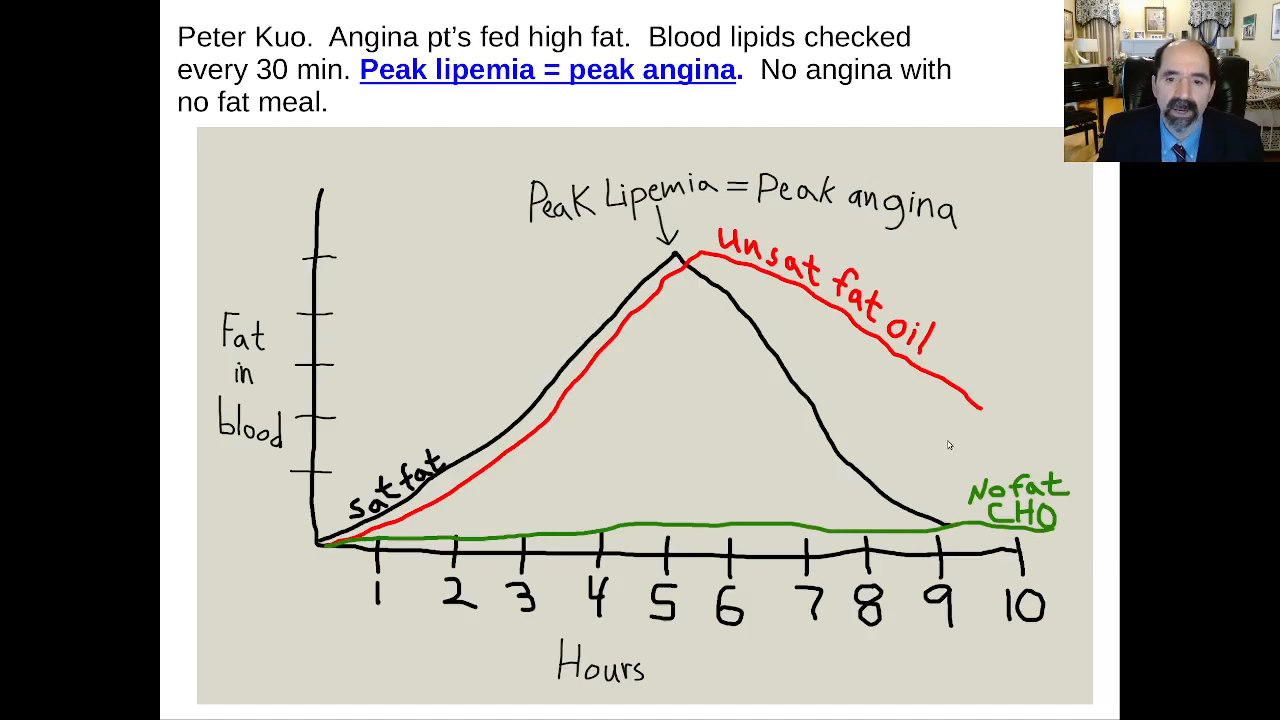 Peter Kuo.  Angina pt's fed high fat.  Blood lipids checked
every 30 min. Peak lipemia = peak angina.  No angina with
no fat meal.
Peak Lipemia = Peak angina
unsat fat oil
Fat
in
blood
sat fat
No fat
CHO
1 2 3 4 5 6 7 8 9 10
Hours